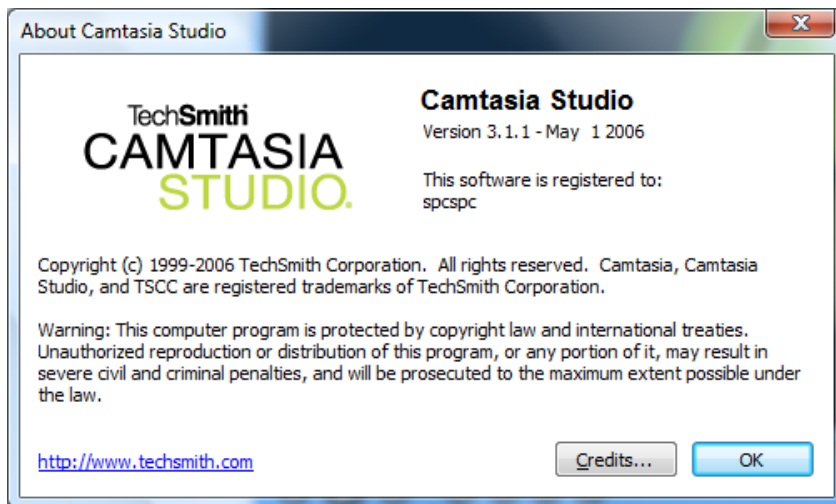 About Camtasia Studio
TechSmith
CAMTASIA
STUDIO.
Camtasia Studio
Version 3.1.1 - May  1 2006
This software is registered to:
spcspc
Copyright (c) 1999-2006 TechSmith Corporation.  All rights reserved.  Camtasia, Camtasia
Studio, and TSCC are registered trademarks of TechSmith Corporation.
Warning: This computer program is protected by copyright law and international treaties.
Unauthorized reproduction or distribution of this program, or any portion of it, may result in
severe civil and criminal penalties, and will be prosecuted to the maximum extent possible under
the law.
http://www.techsmith.com
Credits...
OK